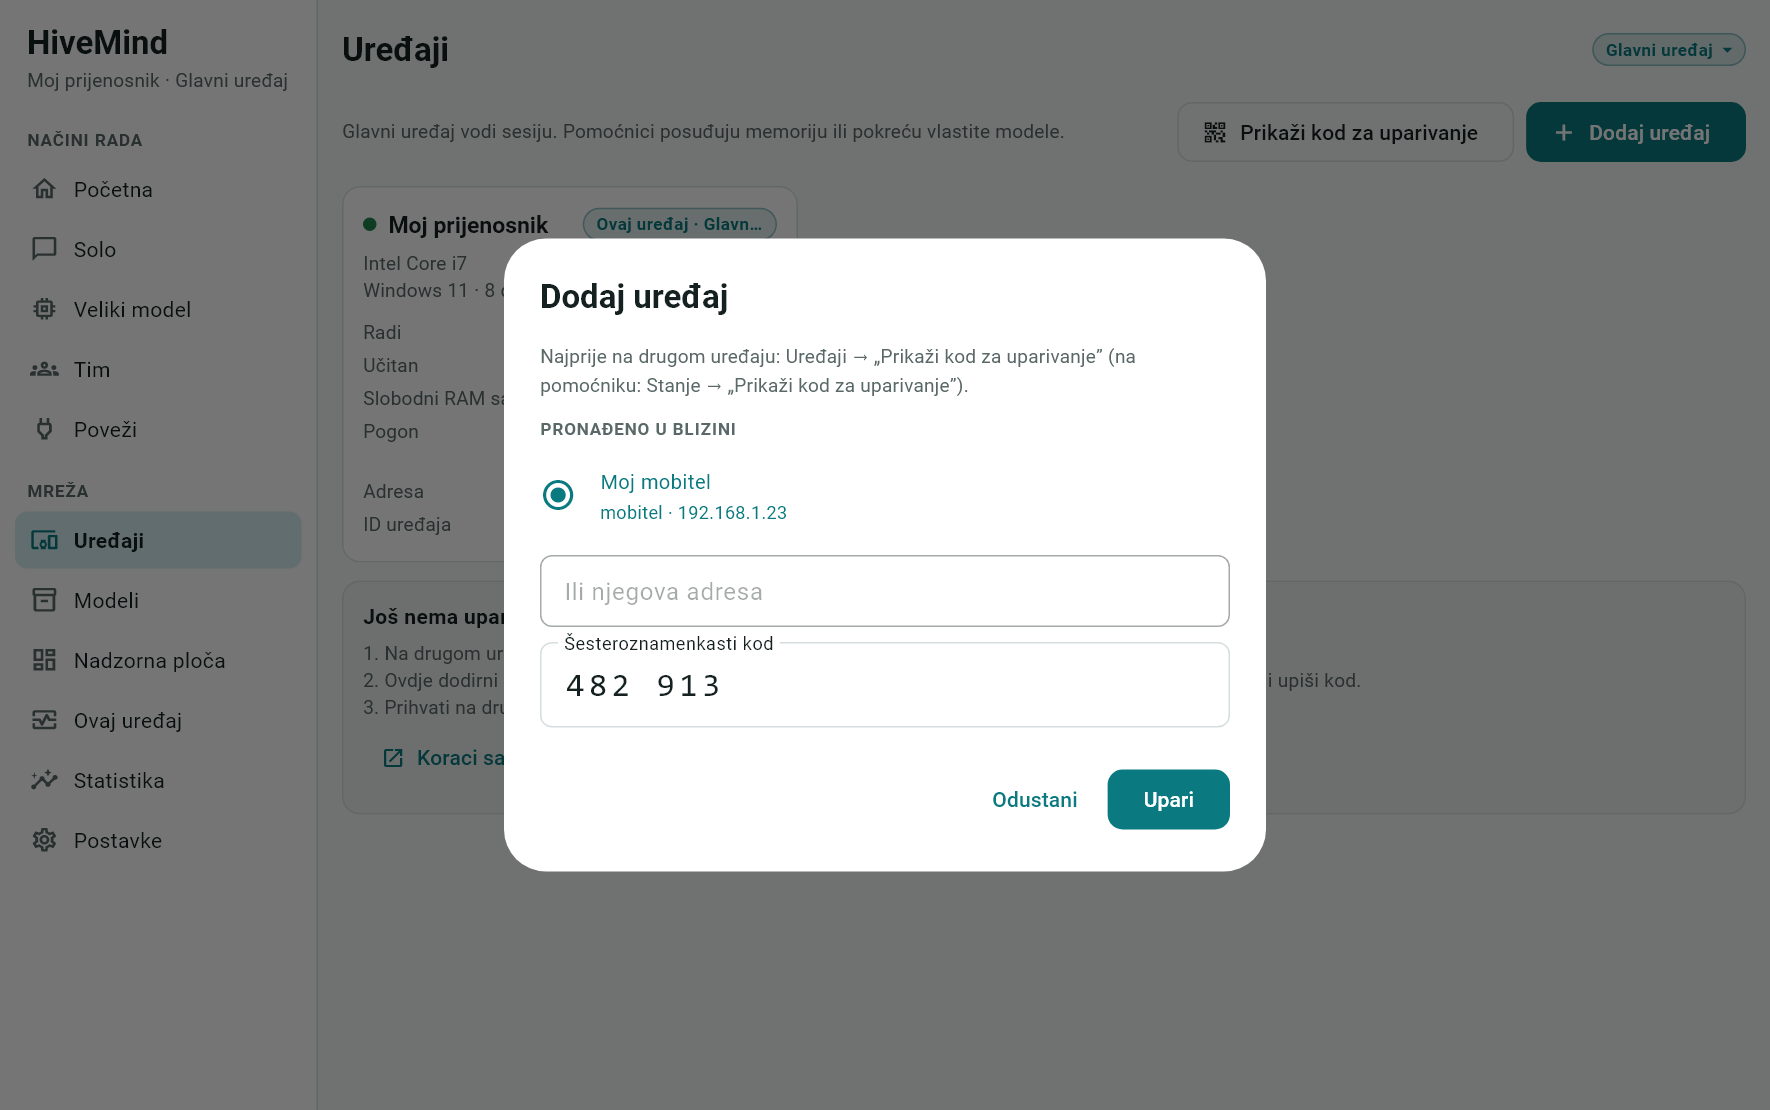 HiveMind
Moj prijenosnik · Glavni uređaj
NAČINI RADA
Početna
Solo
Veliki model
Tim
Poveži
MREŽA
Uređaji
Modeli
Nadzorna ploča
Ovaj uređaj
Statistika
Postavke
Uređaji
Glavni uređaj
Glavni uređaj vodi sesiju. Pomoćnici posuđuju memoriju ili pokreću vlastite modele.
Prikaži kod za uparivanje
Dodaj uređaj
Moj prijenosnik
Ovaj uređaj · Glavn…
Intel Core i7
Windows 11 · 8
Radi
Učitan
Slobodni RAM
Pogon
Adresa
ID uređaja
Još nema
1. Na drugom
2. Ovdje dodirni
i upiši kod.
3. Prihvati na
Koraci
Dodaj uređaj
Najprije na drugom uređaju: Uređaji → „Prikaži kod za uparivanje” (na
pomoćniku: Stanje → „Prikaži kod za uparivanje”).
PRONAĐENO U BLIZINI
Moj mobitel
mobitel · 192.168.1.23
Ili njegova adresa
Šesteroznamenkasti kod
482 913
Odustani
Upari